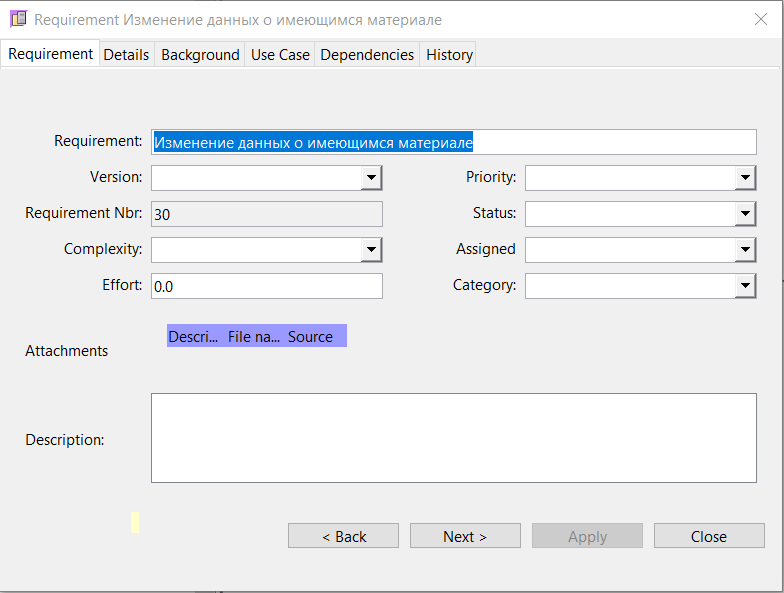 Requirement Изменение данных о имеющимся материале
Requirement Details Background Use Case Dependencies History
Requirement: Изменение данных о имеющимся материале
Version: Priority:
Requirement Nbr: 30 Status:
Complexity: Assigned
Effort: 0.0 Category:
Descri... File na... Source
Attachments
Description:
< Back Next > Apply Close